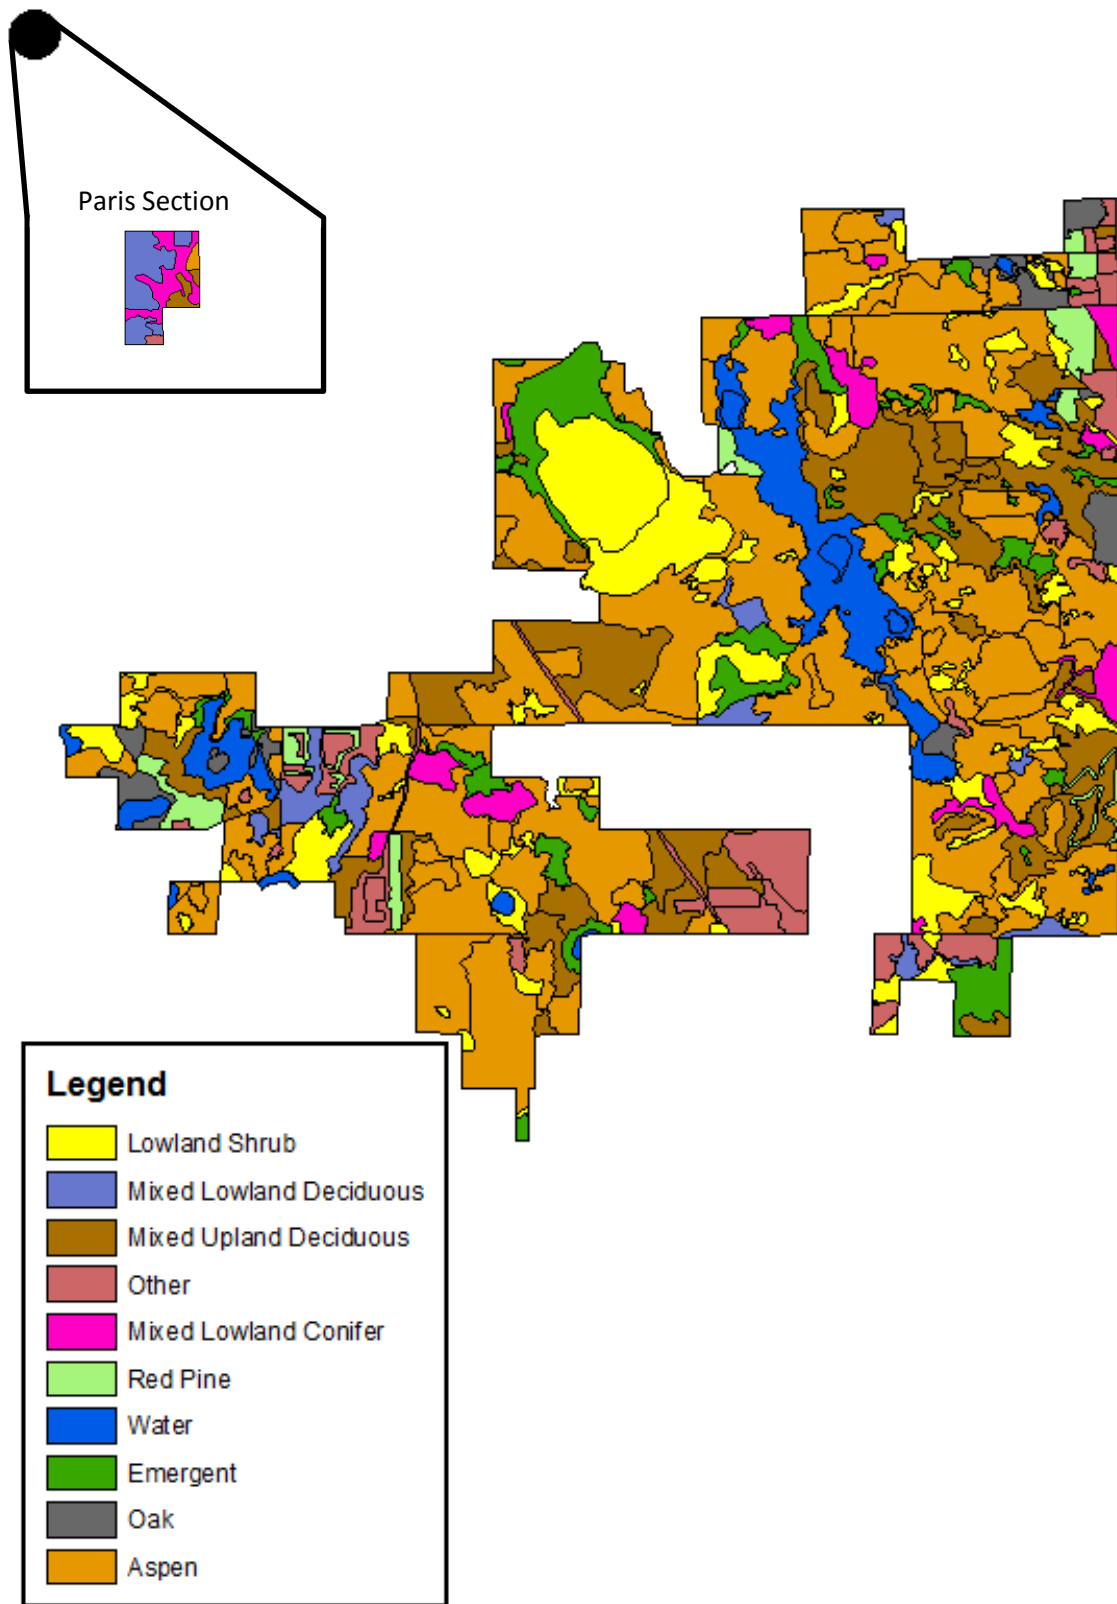 Paris Section
Legend
Lowland Shrub
Mixed Lowland Deciduous
Mixed Upland Deciduous
Other
Mixed Lowland Conifer
Red Pine
Water
Emergent
Oak
Aspen